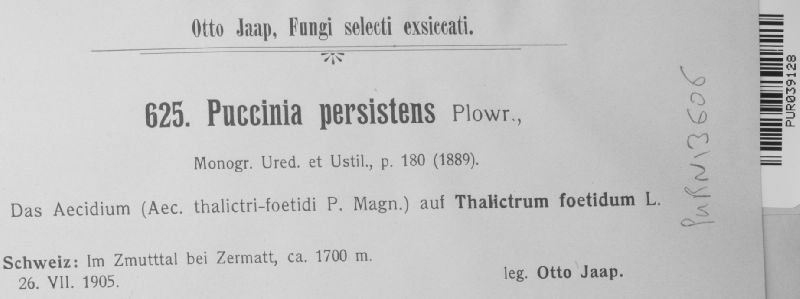 Otto Jaap, Fungi selecti exsiccati.
625. Puccinia persistens Plowr.,
Monogr. Ured. et Ustil., p. 180 (1889).
Das Aecidium (Aec. thalictri-foetidi P. Magn.) auf Thalictrum foetidum L.
Schweiz: Im Zmutttal bei Zermatt, ca. 1700 m.
26. VII. 1905.
leg. Otto Jaap.
PURN13606
PUR039128